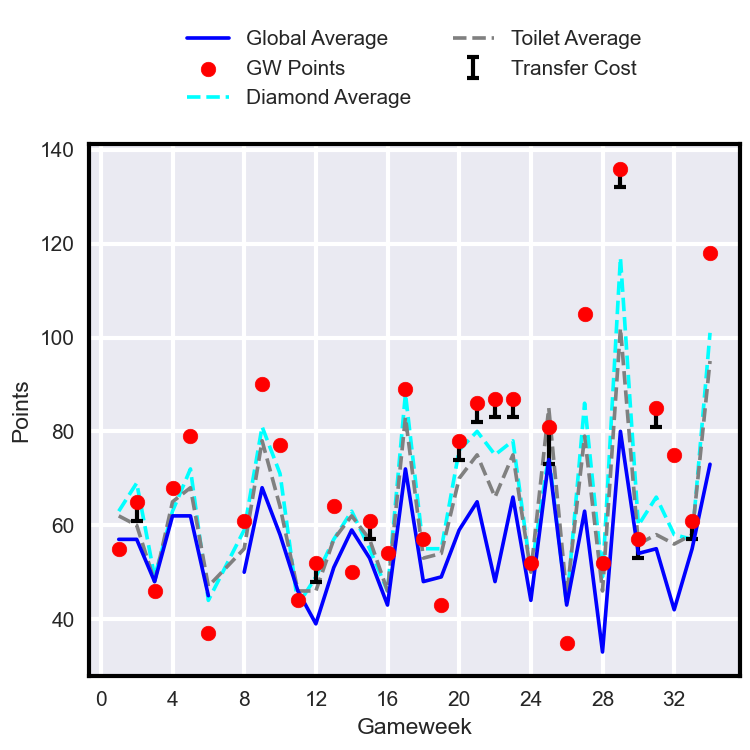 Global Average
GW Points
Diamond Average
Toilet Average
Transfer Cost
140
120
100
80
60
40
Points
0 4 8 12 16 20 24 28 32
Gameweek